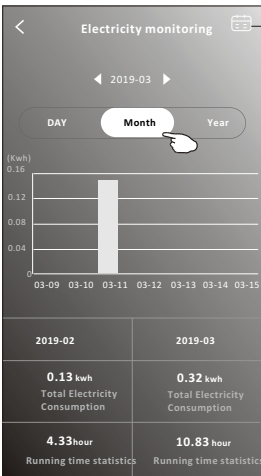 Electricity monitoring
2019-03
DAY Month Year
(Kwh)
0.16
0.12
0.08
0.04
0
03-09 03-10 03-11 03-12 03-13 03-14 03-15
2019-02 2019-03
0.13 kwh 0.32 kwh
Total Electricity Total Electricity
Consumption Consumption
4.33hour 10.83 hour
Running time statistics Running time statistics